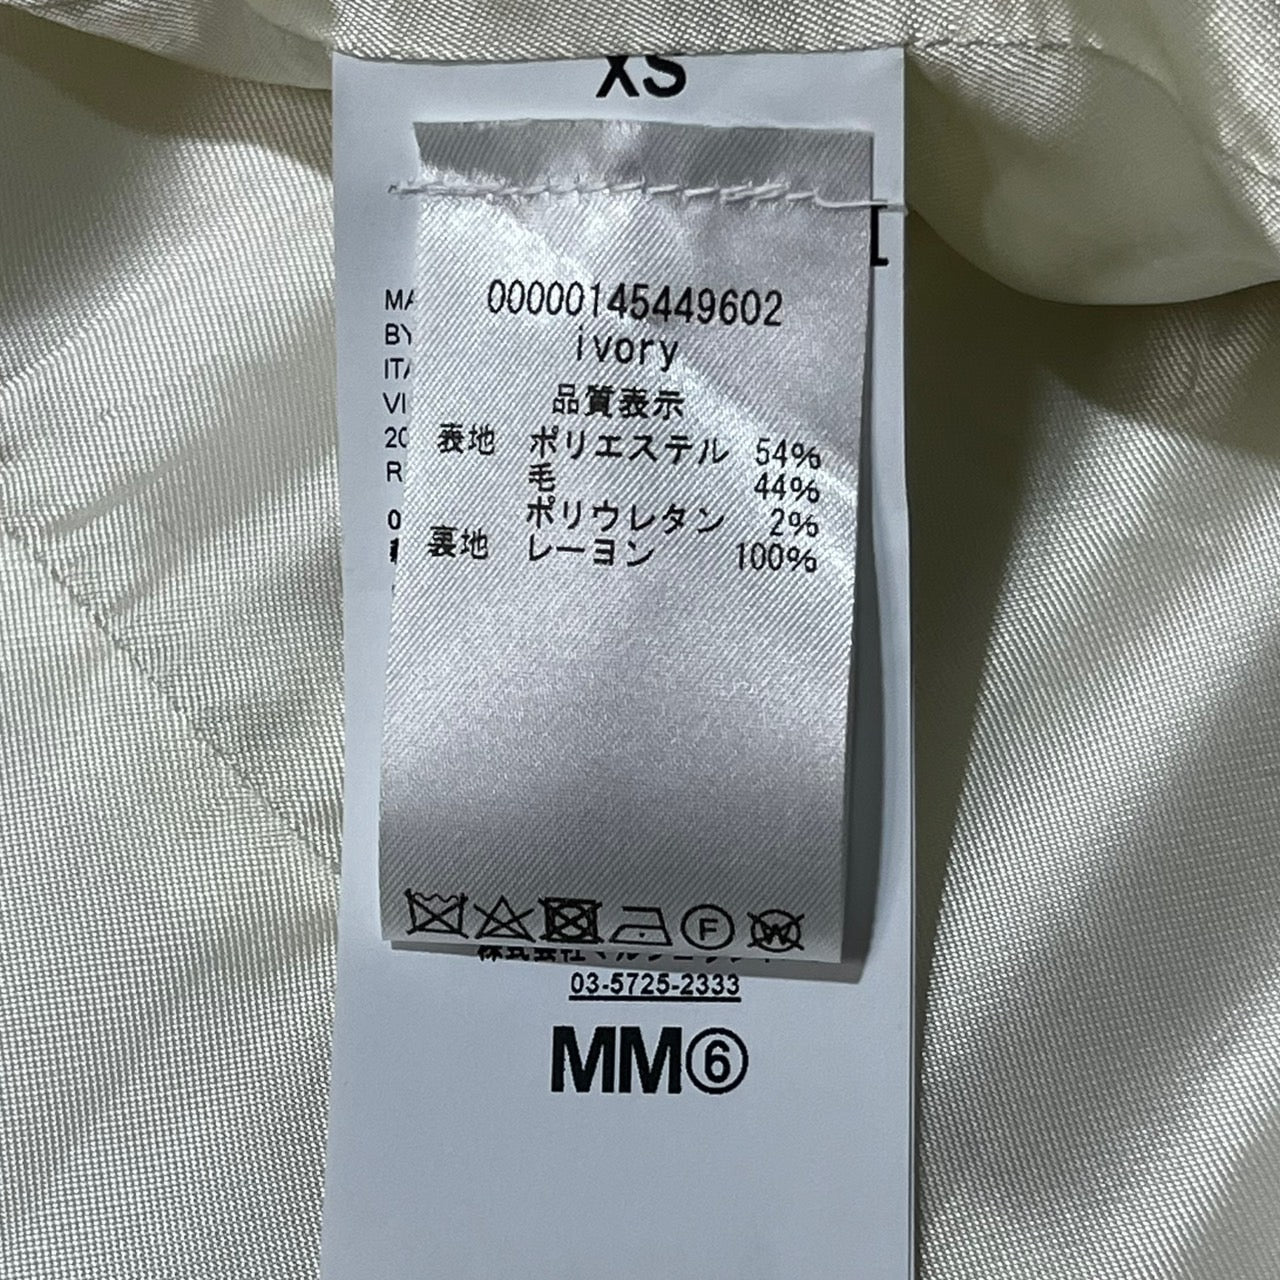 XS
00000145449602
ivory
品質表示
表地 ポリエステル 54%
毛 44%
ポリウレタン 2%
裏地 レーヨン 100%
F
W
03-5725-2333
MM⑥